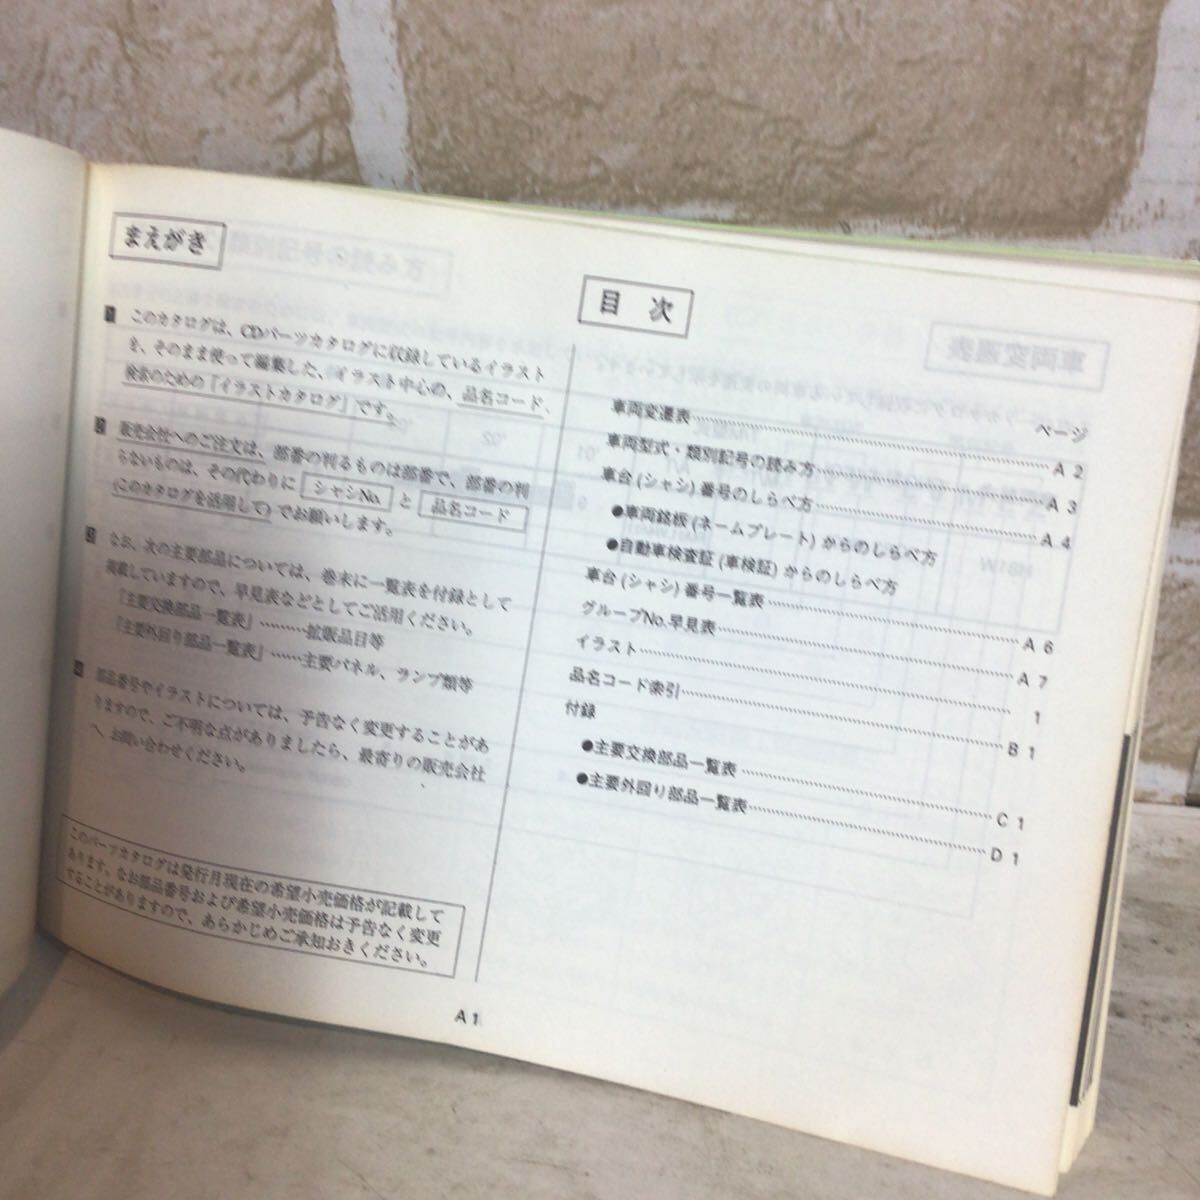 まえがき
1 このカタログは、CDパーツカタログに収録しているイラスト
を、そのまま使って編集した、イラスト中心の、品名コード
検索のための「イラストカタログ」です。
2 販売会社へのご注文は、部番の判るものは部番で、部番の判
らないものは、その代わりに シャシNo. と 品名コード
(このカタログを活用して)でお願いします。
3 なお、次の主要部品については、巻末に一覧表を付録として
掲載していますので、早見表などとしてご活用ください。
「主要交換部品一覧表」………拡販品目等
「主要外回り部品一覧表」……主要パネル、ランプ類等
4 部品番号やイラストについては、予告なく変更することがあ
りますので、ご不明な点がありましたら、最寄りの販売会社
へ、お問い合わせください。
このパーツカタログは発行月現在の希望小売価格が記載して
あります。なお部品番号および希望小売価格は予告なく変更
することがありますので、あらかじめご承知おきください。
目次
ページ
車両変遷表……A 2
車両型式・類別記号の読み方……A 3
車台(シャシ)番号のしらべ方……A 4
●車両銘板(ネームプレート)からのしらべ方
●自動車検査証(車検証)からのしらべ方
車台(シャシ)番号一覧表……A 6
グループNo.早見表……A 7
イラスト……1
品名コード索引……B 1
付録
●主要交換部品一覧表……C 1
●主要外回り部品一覧表……D 1
A 1